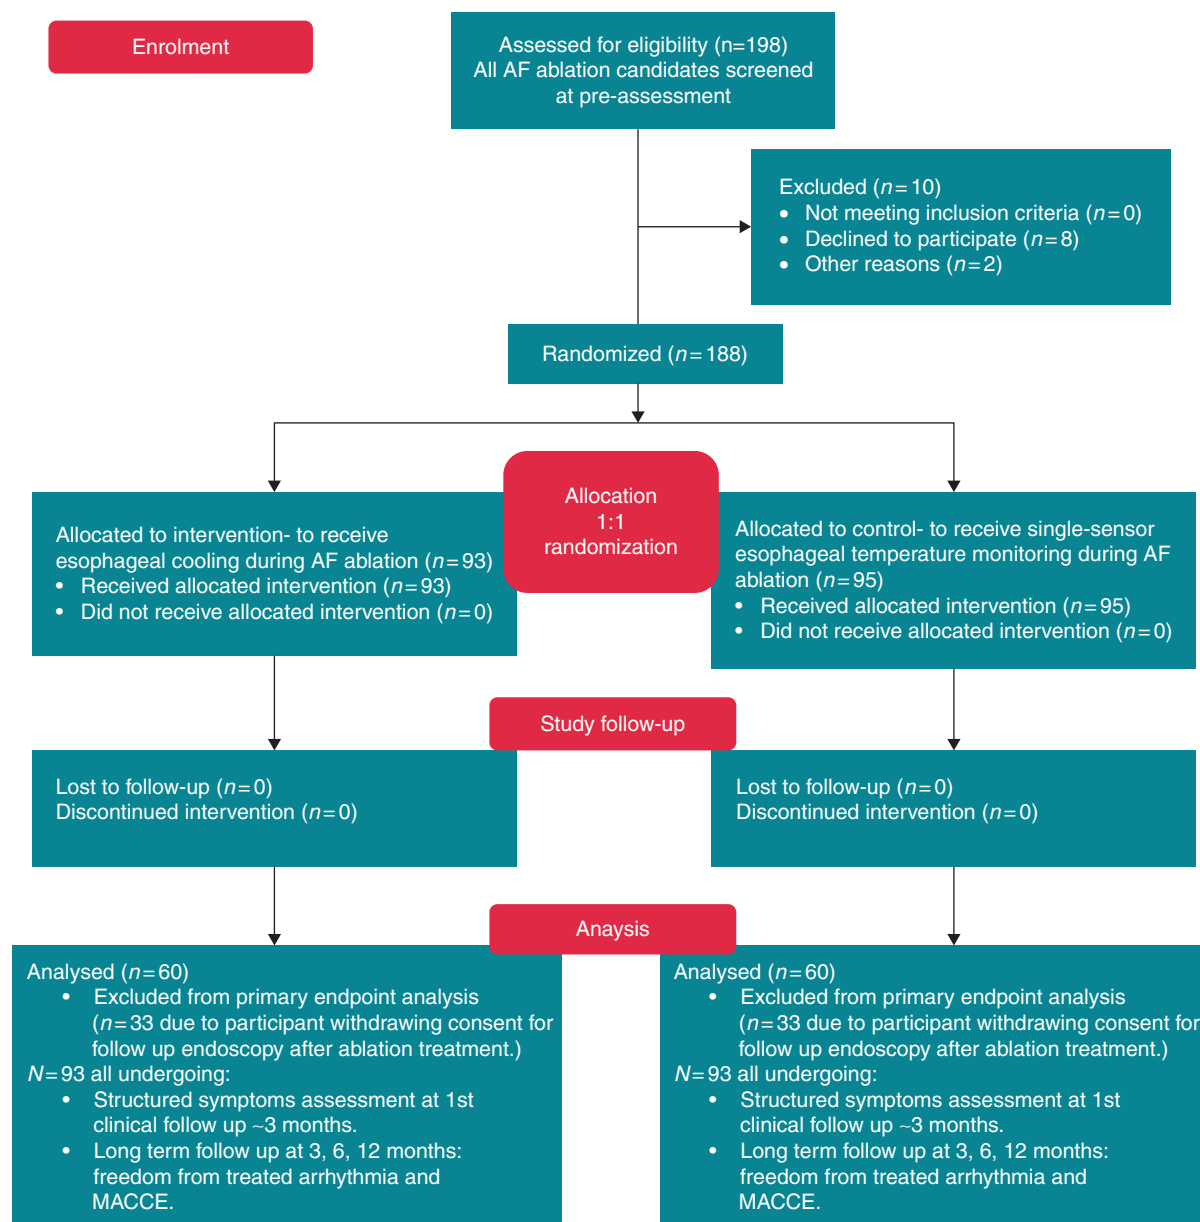 Enrolment
Assessed for eligibility (n=198)
All AF ablation candidates screened
at pre-assessment
Excluded (n=10)
• Not meeting inclusion criteria (n=0)
• Declined to participate (n=8)
• Other reasons (n=2)
Randomized (n=188)
Allocation
1:1
randomization
Allocated to intervention- to receive
esophageal cooling during AF ablation (n=93)
• Received allocated intervention (n=93)
• Did not receive allocated intervention (n=0)
Allocated to control- to receive single-sensor
esophageal temperature monitoring during AF
ablation (n=95)
• Received allocated intervention (n=95)
• Did not receive allocated intervention (n=0)
Study follow-up
Lost to follow-up (n=0)
Discontinued intervention (n=0)
Lost to follow-up (n=0)
Discontinued intervention (n=0)
Anaysis
Analysed (n=60)
• Excluded from primary endpoint analysis
(n=33 due to participant withdrawing consent for
follow up endoscopy after ablation treatment.)
N=93 all undergoing:
• Structured symptoms assessment at 1st
clinical follow up ~3 months.
• Long term follow up at 3, 6, 12 months:
freedom from treated arrhythmia and
MACCE.
Analysed (n=60)
• Excluded from primary endpoint analysis
(n=33 due to participant withdrawing consent for
follow up endoscopy after ablation treatment.)
N=93 all undergoing:
• Structured symptoms assessment at 1st
clinical follow up ~3 months.
• Long term follow up at 3, 6, 12 months:
freedom from treated arrhythmia and
MACCE.